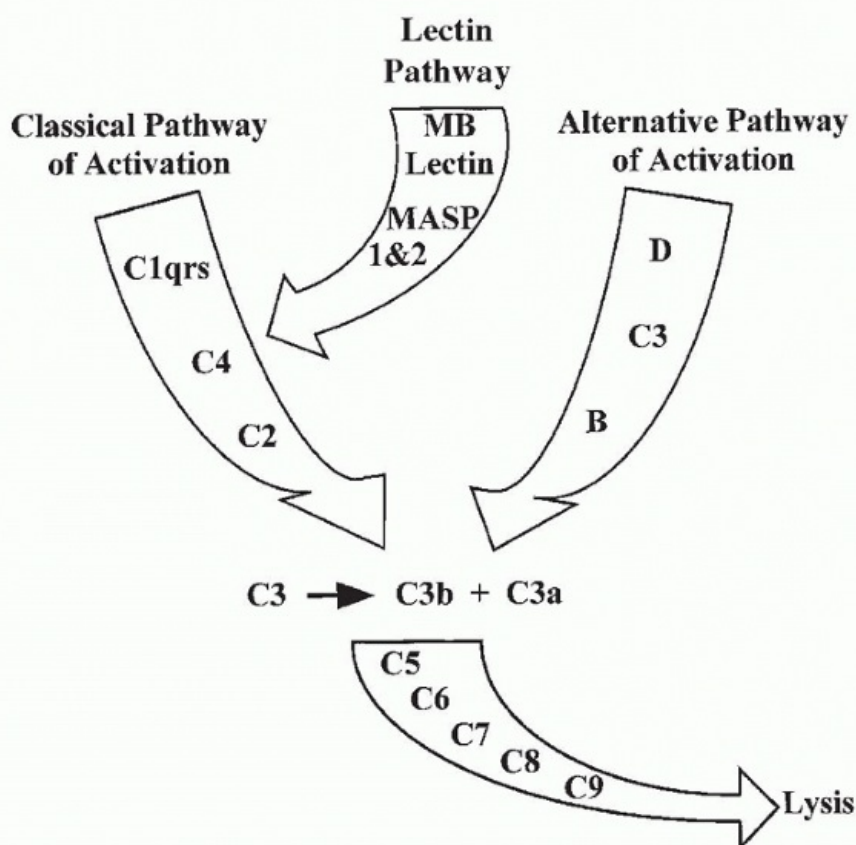 Lectin
Pathway
Classical Pathway
of Activation
MB
Lectin
MASP
1&2
Alternative Pathway
of Activation
C1qrs
C4
C2
D
C3
B
C3 → C3b + C3a
C5
C6
C7
C8
C9
Lysis